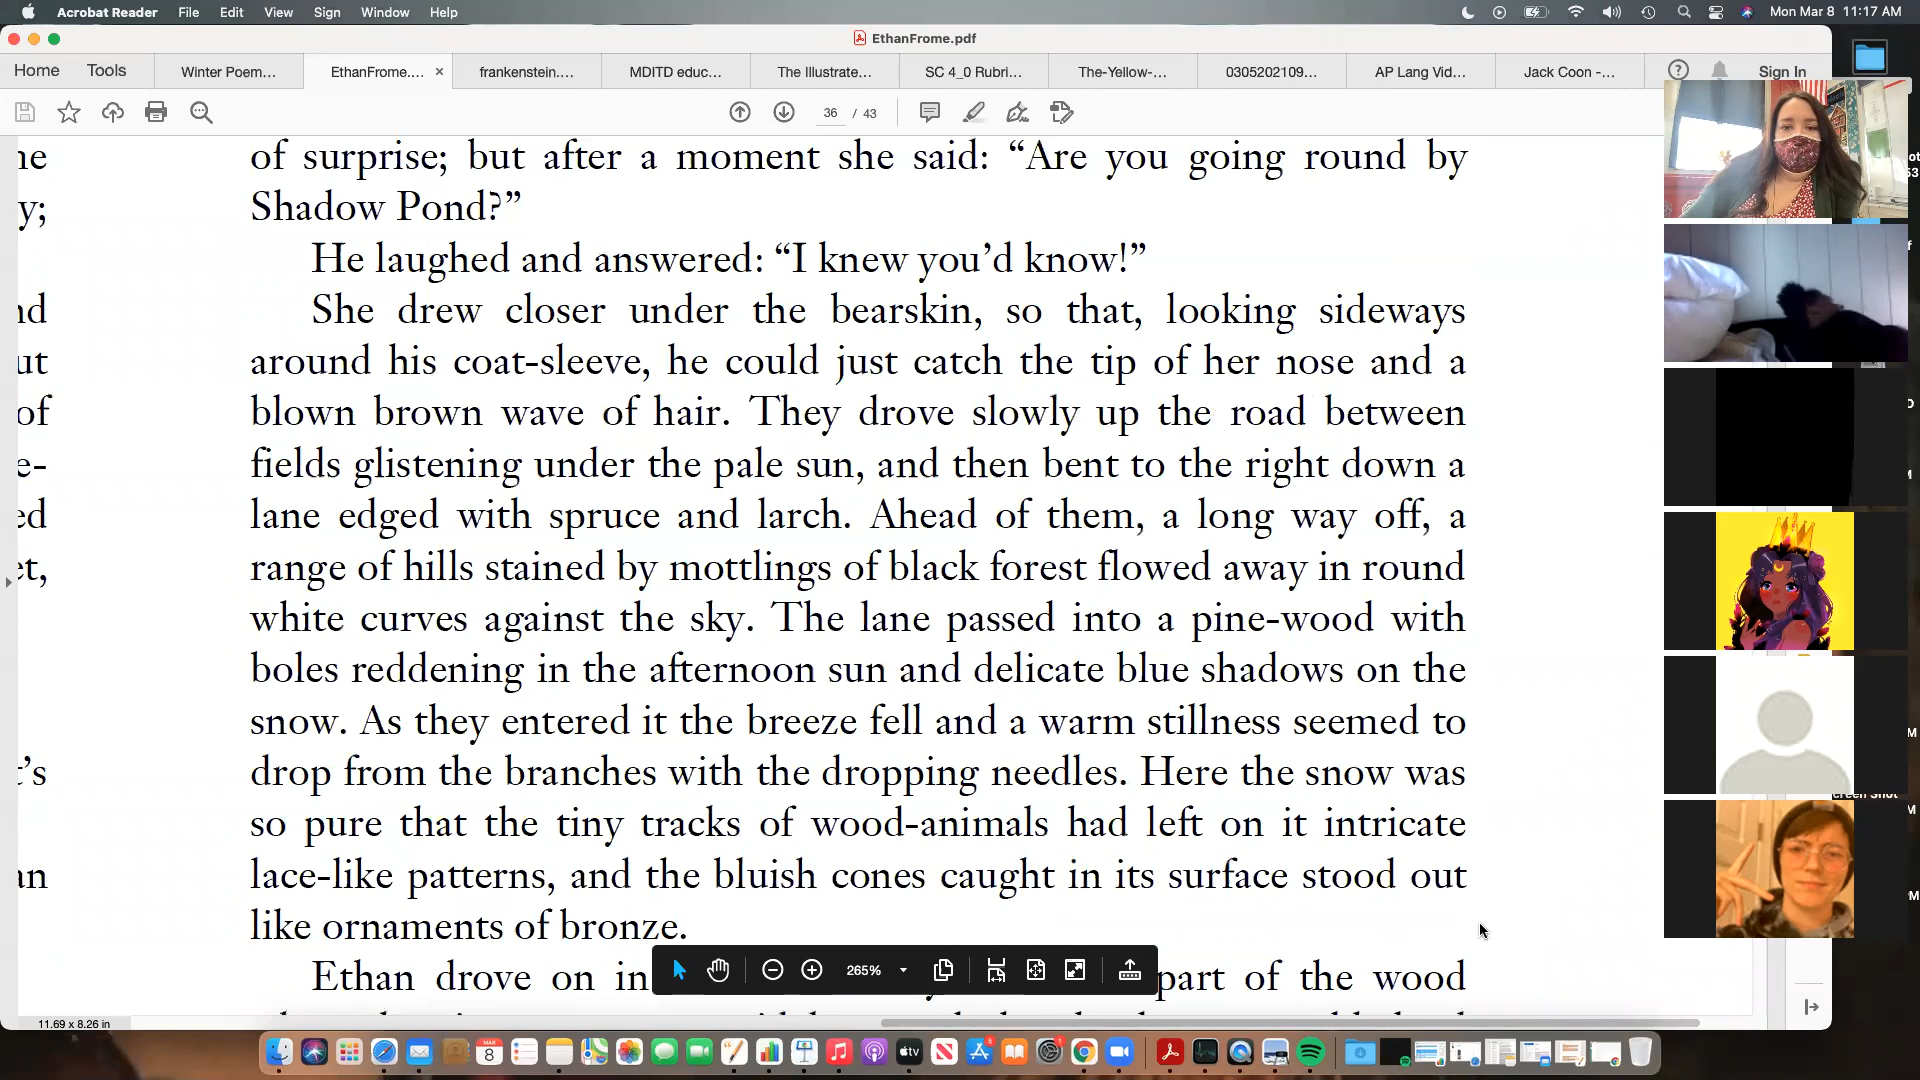 Acrobat Reader File Edit View Sign Window Help Mon Mar 8 11:17 AM
EthanFrome.pdf
Home Tools Winter Poem... EthanFrome.... × frankenstein.... MDITD educ... The Illustrate... SC 4_0 Rubri... The-Yellow-... 0305202109... AP Lang Vid... Jack Coon -... Sign In
36 / 43
of surprise; but after a moment she said: “Are you going round by
Shadow Pond?”
He laughed and answered: “I knew you’d know!”
She drew closer under the bearskin, so that, looking sideways
around his coat-sleeve, he could just catch the tip of her nose and a
blown brown wave of hair. They drove slowly up the road between
fields glistening under the pale sun, and then bent to the right down a
lane edged with spruce and larch. Ahead of them, a long way off, a
range of hills stained by mottlings of black forest flowed away in round
white curves against the sky. The lane passed into a pine-wood with
boles reddening in the afternoon sun and delicate blue shadows on the
snow. As they entered it the breeze fell and a warm stillness seemed to
drop from the branches with the dropping needles. Here the snow was
so pure that the tiny tracks of wood-animals had left on it intricate
lace-like patterns, and the bluish cones caught in its surface stood out
like ornaments of bronze.
Ethan drove on in part of the wood
265%
11.69 x 8.26 in
MAR
8